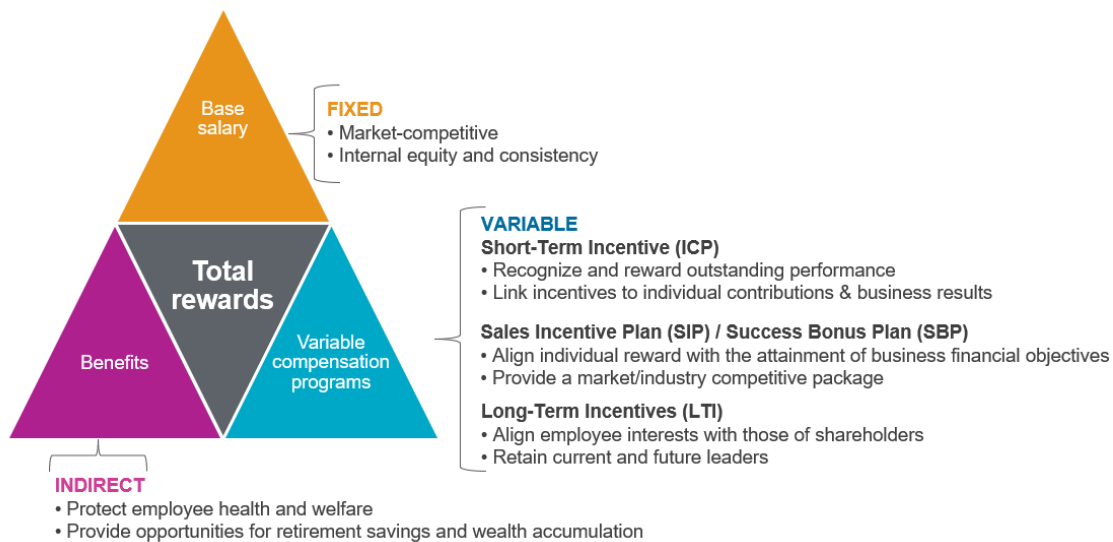 Base
salary
FIXED
• Market-competitive
• Internal equity and consistency
Total
rewards
Benefits
Variable
compensation
programs
VARIABLE
Short-Term Incentive (ICP)
• Recognize and reward outstanding performance
• Link incentives to individual contributions & business results
Sales Incentive Plan (SIP) / Success Bonus Plan (SBP)
• Align individual reward with the attainment of business financial objectives
• Provide a market/industry competitive package
Long-Term Incentives (LTI)
• Align employee interests with those of shareholders
• Retain current and future leaders
INDIRECT
• Protect employee health and welfare
• Provide opportunities for retirement savings and wealth accumulation